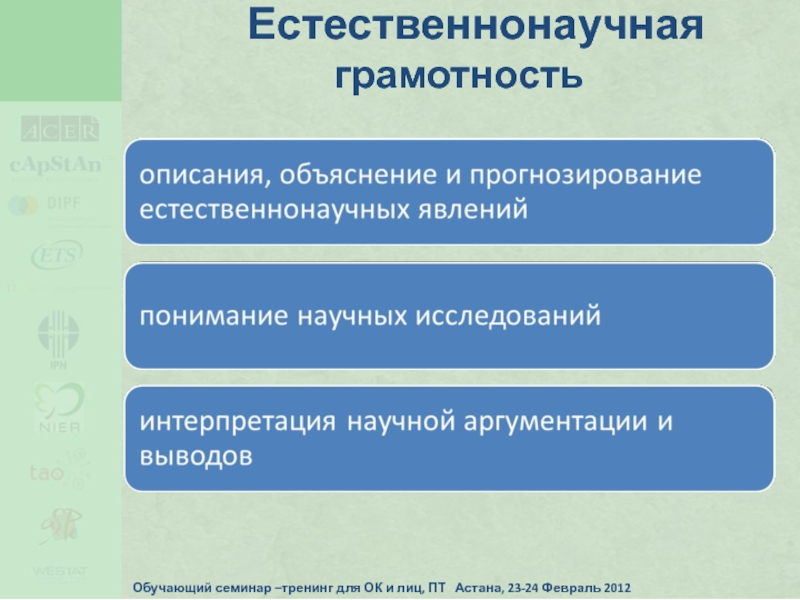 Естественнонаучная
грамотность
ACER
cApStAn
DIPF
ETS
описания, объяснение и прогнозирование
естественнонаучных явлений
понимание научных исследований
IPN
NIER
интерпретация научной аргументации и
выводов
tao
WESTAT
Обучающий семинар –тренинг для ОК и лиц, ПТ Астана, 23-24 Февраль 2012